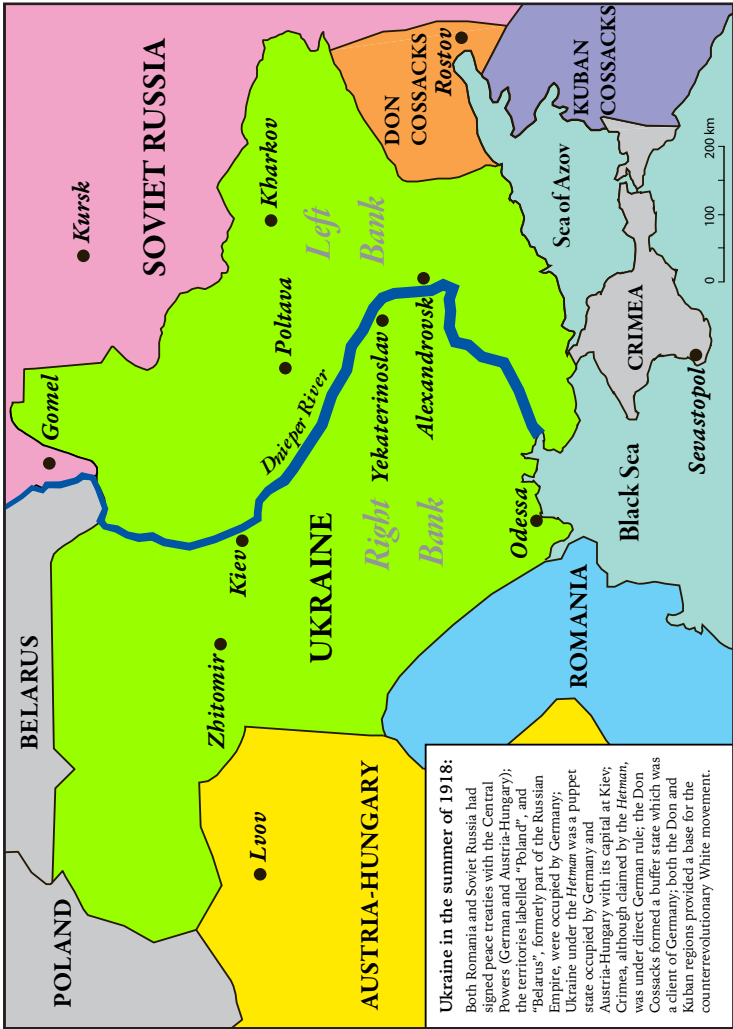 POLAND
BELARUS
Gomel
Kursk
SOVIET RUSSIA
Zhitomir
Kiev
Poltava
Kharkov
Lvov
UKRAINE
Dnieper River
Left
Bank
Right
Bank
Yekaterinoslav
Alexandrovsk
DON
COSSACKS
Rostov
AUSTRIA-HUNGARY
Odessa
Sea of Azov
KUBAN
COSSACKS
ROMANIA
Black Sea
CRIMEA
Sevastopol
0 100 200 km
Ukraine in the summer of 1918:
Both Romania and Soviet Russia had
signed peace treaties with the Central
Powers (German and Austria-Hungary);
the territories labelled “Poland”, and
“Belarus”, formerly part of the Russian
Empire, were occupied by Germany;
Ukraine under the Hetman was a puppet
state occupied by Germany and
Austria-Hungary with its capital at Kiev;
Crimea, although claimed by the Hetman,
was under direct German rule; the Don
Cossacks formed a buffer state which was
a client of Germany; both the Don and
Kuban regions provided a base for the
counterrevolutionary White movement.